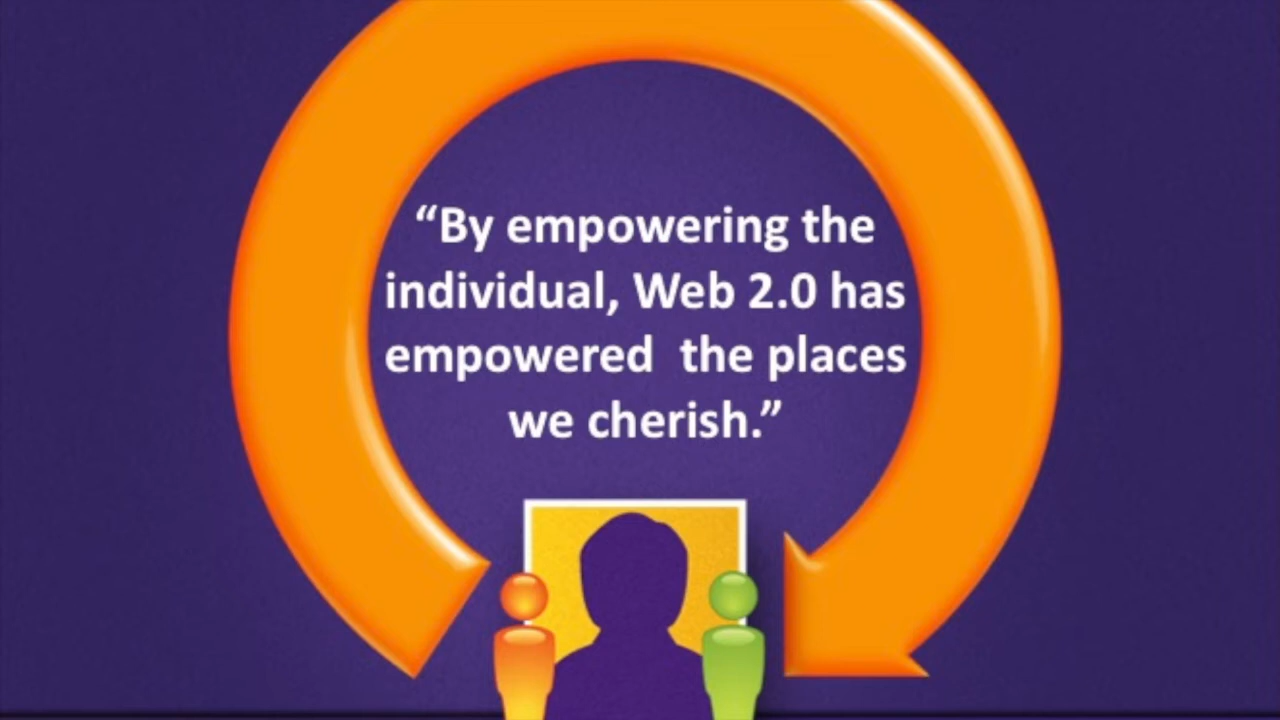 “By empowering the
individual, Web 2.0 has
empowered  the places
we cherish.”